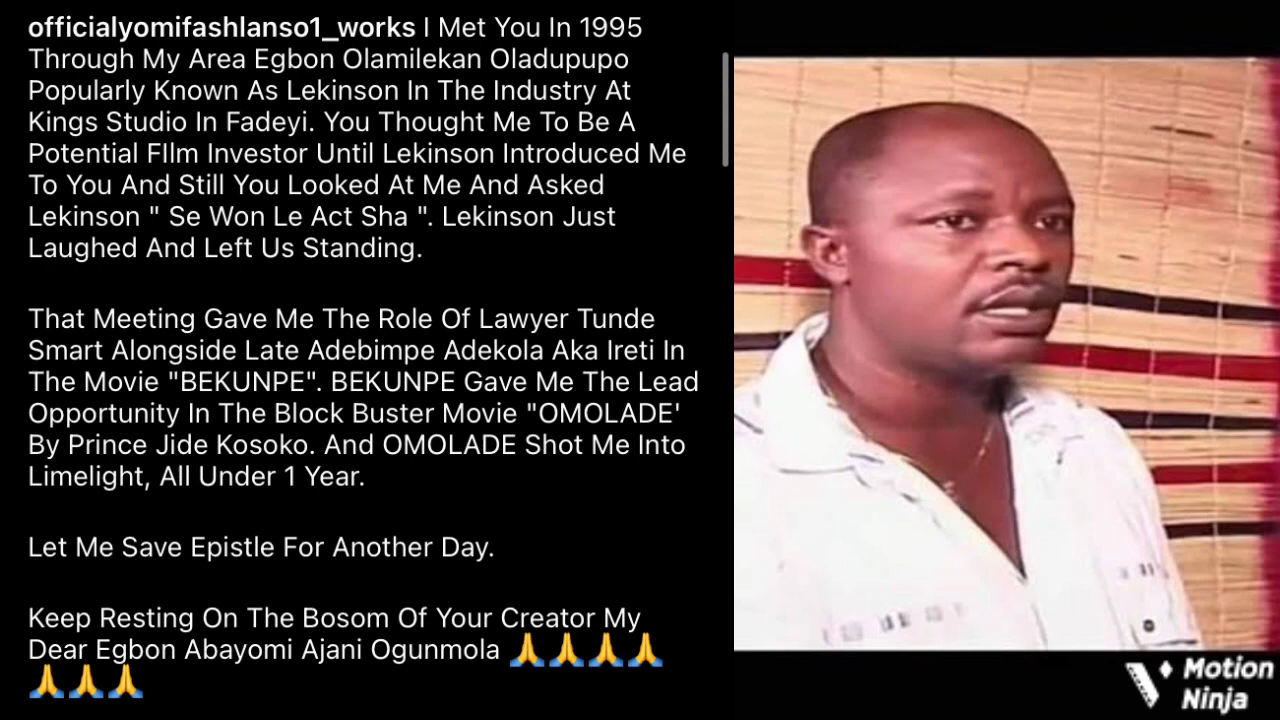 officialyomifashlanso1_works I Met You In 1995
Through My Area Egbon Olamilekan Oladupupo
Popularly Known As Lekinson In The Industry At
Kings Studio In Fadeyi. You Thought Me To Be A
Potential FIlm Investor Until Lekinson Introduced Me
To You And Still You Looked At Me And Asked
Lekinson " Se Won Le Act Sha ". Lekinson Just
Laughed And Left Us Standing.
That Meeting Gave Me The Role Of Lawyer Tunde
Smart Alongside Late Adebimpe Adekola Aka Ireti In
The Movie "BEKUNPE". BEKUNPE Gave Me The Lead
Opportunity In The Block Buster Movie "OMOLADE'
By Prince Jide Kosoko. And OMOLADE Shot Me Into
Limelight, All Under 1 Year.
Let Me Save Epistle For Another Day.
Keep Resting On The Bosom Of Your Creator My
Dear Egbon Abayomi Ajani Ogunmola 🙏🙏🙏🙏
🙏🙏🙏
Motion
Ninja